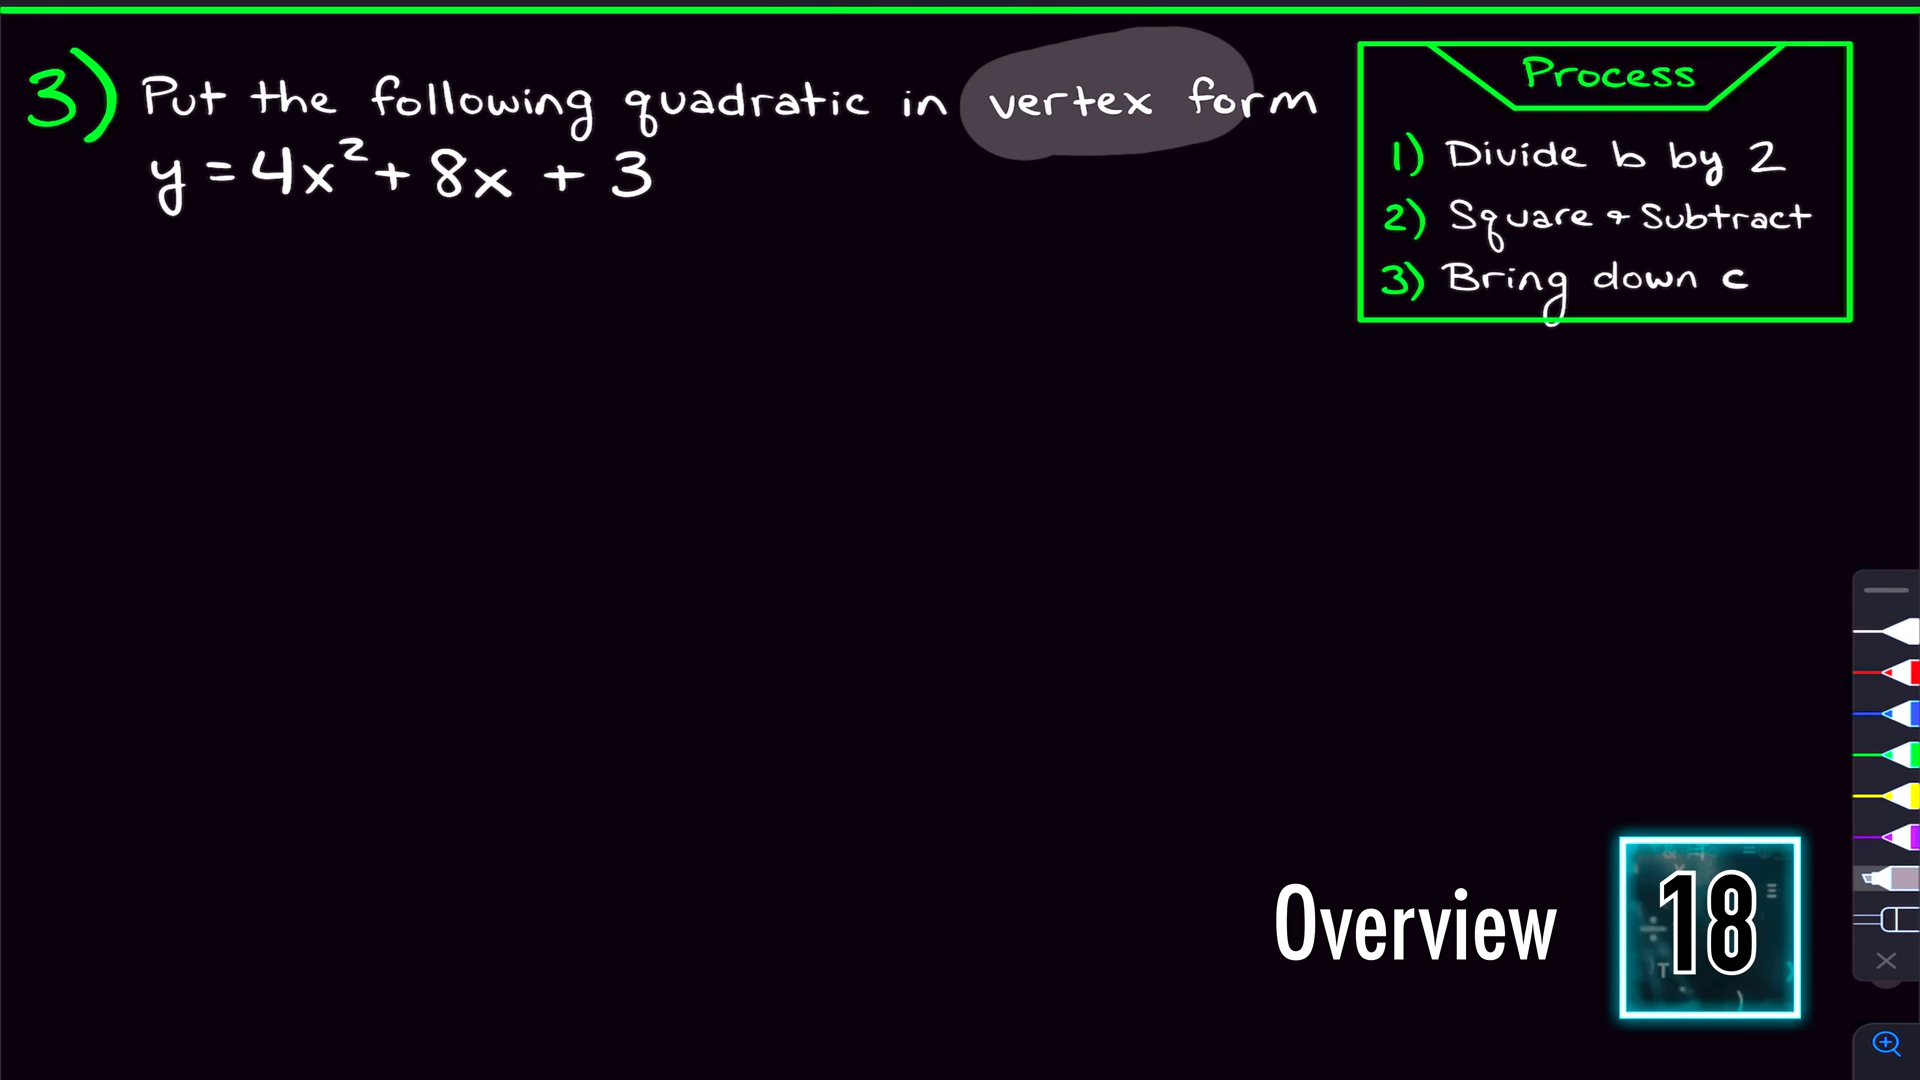 3) Put the following quadratic in vertex form
y = 4x² + 8x + 3
Process
1) Divide b by 2
2) Square & Subtract
3) Bring down c
Overview 18